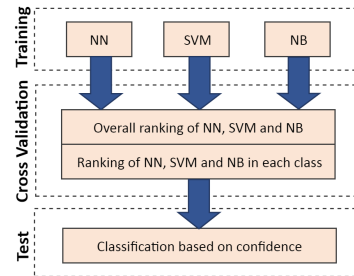 Training
NN
SVM
NB
Cross Validation
Overall ranking of NN, SVM and NB
Ranking of NN, SVM and NB in each class
Test
Classification based on confidence